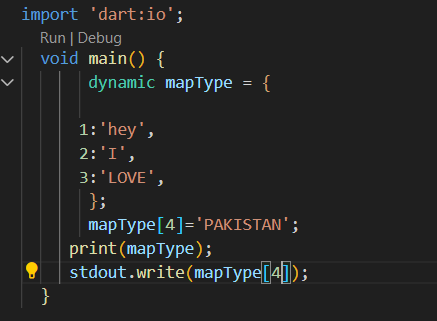 import 'dart:io';
Run | Debug
void main() {
dynamic mapType = {
1:'hey',
2:'I',
3:'LOVE',
};
mapType[4]='PAKISTAN';
print(mapType);
stdout.write(mapType[4]);
}